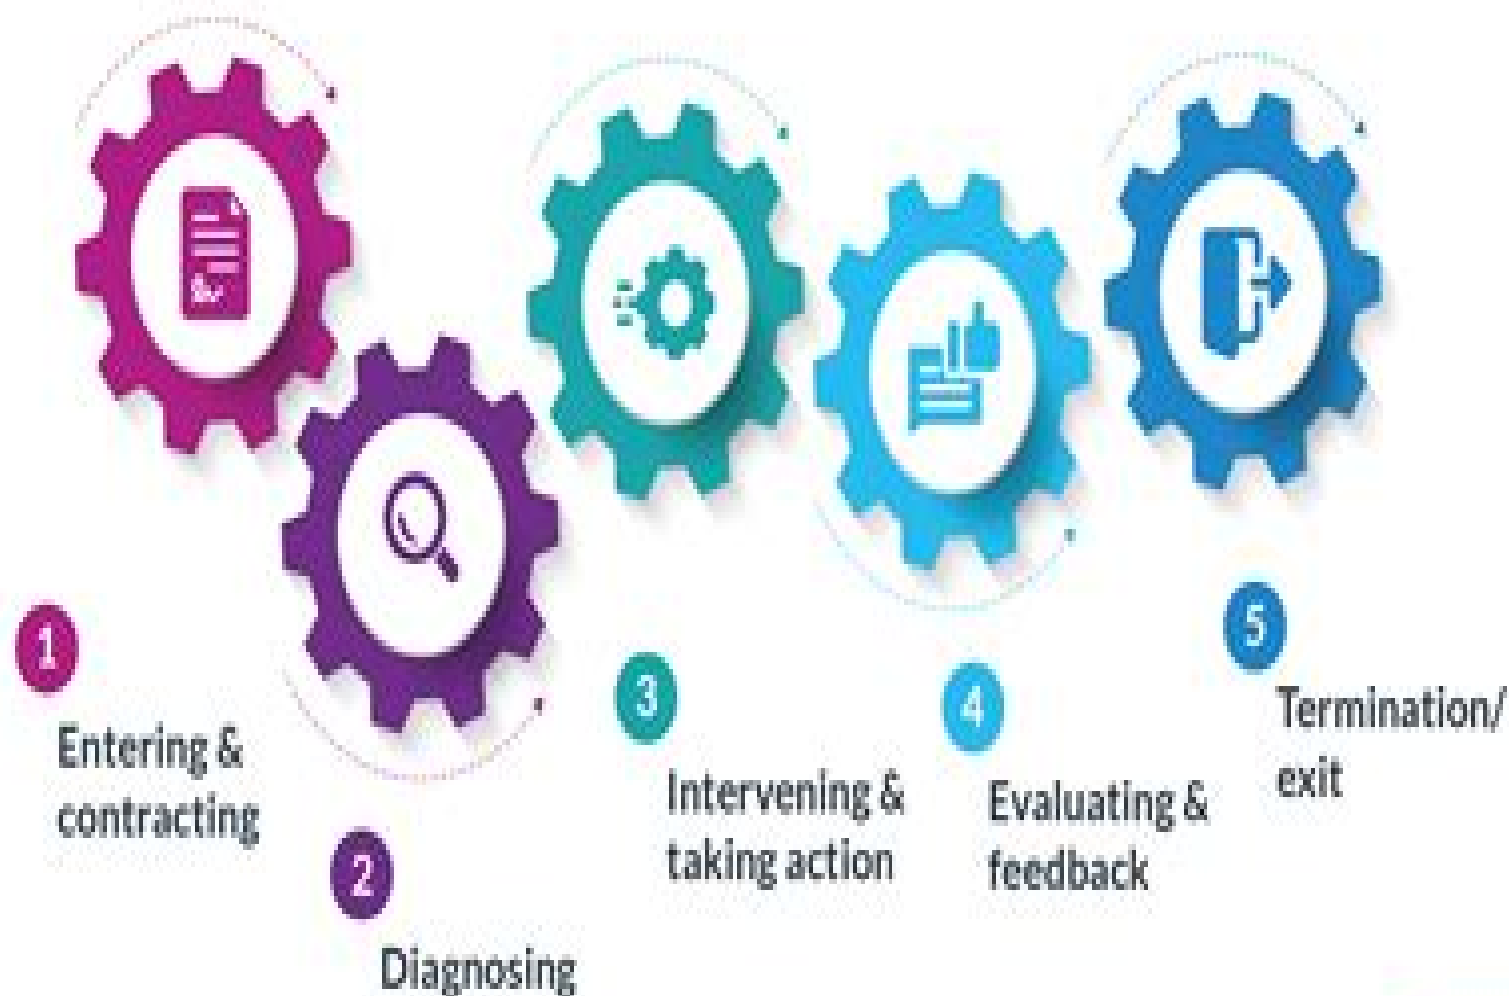 1
Entering &
contracting
2
Diagnosing
3
Intervening &
taking action
4
Evaluating &
feedback
5
Termination/
exit